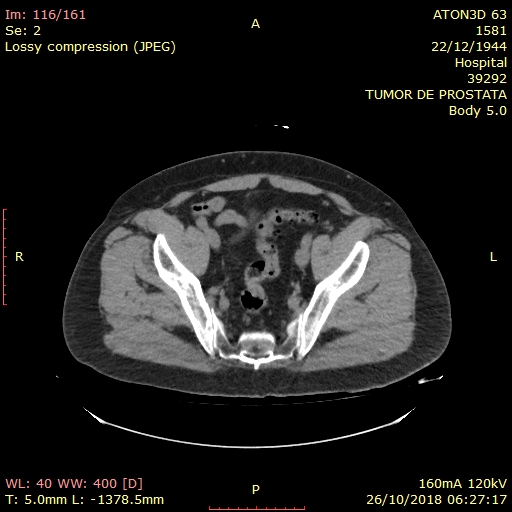 Im: 116/161
Se: 2
Lossy compression (JPEG)
A
ATON3D 63
1581
22/12/1944
Hospital
39292
TUMOR DE PROSTATA
Body 5.0
R
L
WL: 40 WW: 400 [D]
T: 5.0mm L: -1378.5mm
P
160mA 120kV
26/10/2018 06:27:17